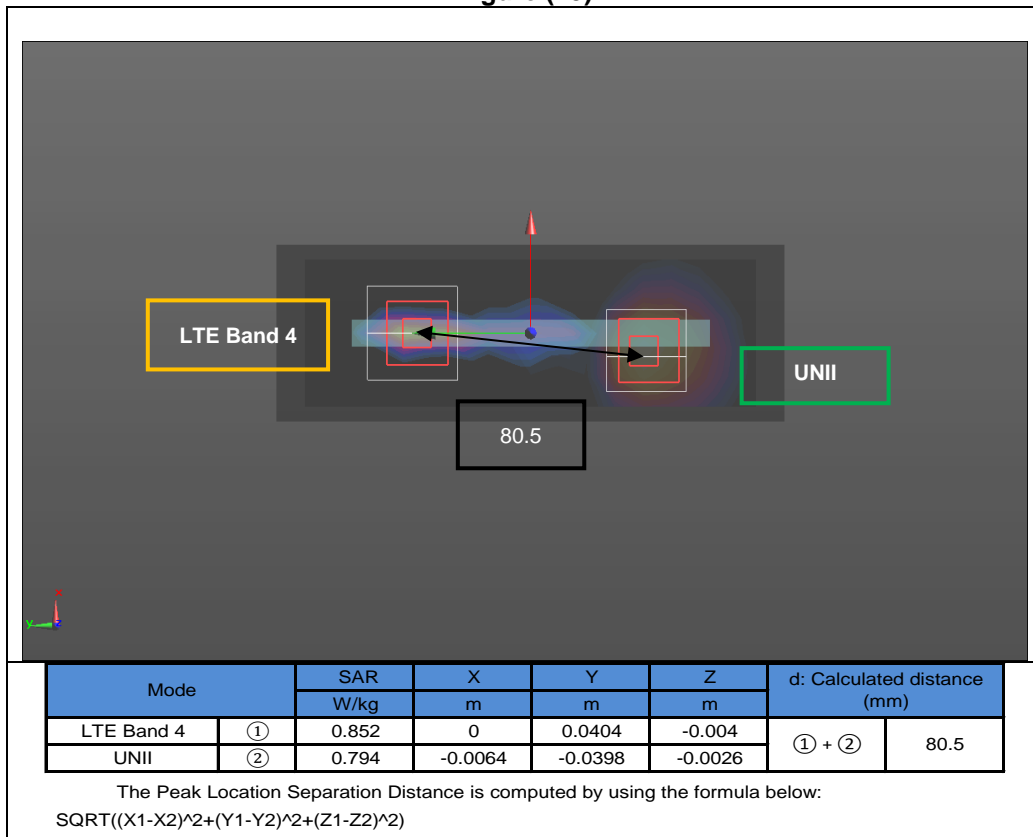 LTE Band 4
UNII
80.5
x
y
z
Mode SAR X Y Z d: Calculated distance (mm)
W/kg m m m
LTE Band 4 ① 0.852 0 0.0404 -0.004 ① + ② 80.5
UNII ② 0.794 -0.0064 -0.0398 -0.0026
The Peak Location Separation Distance is computed by using the formula below:
SQRT((X1-X2)^2+(Y1-Y2)^2+(Z1-Z2)^2)